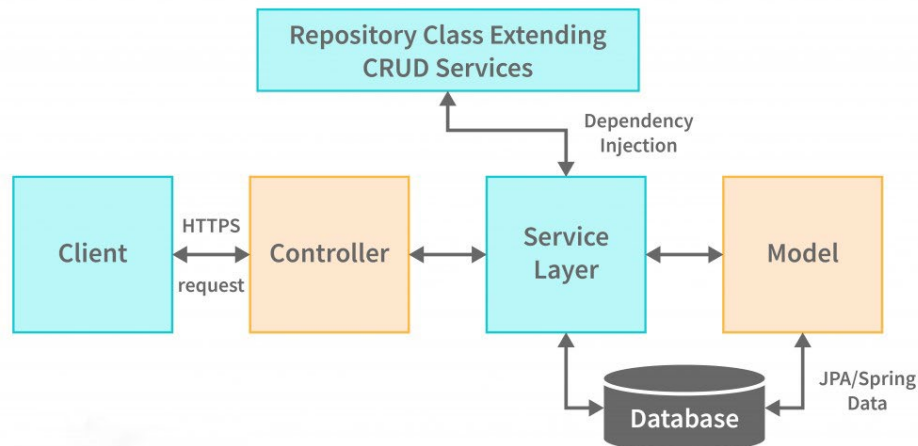 Repository Class Extending
CRUD Services
Dependency
Injection
Client
HTTPS
request
Controller
Service
Layer
Model
JPA/Spring
Data
Database